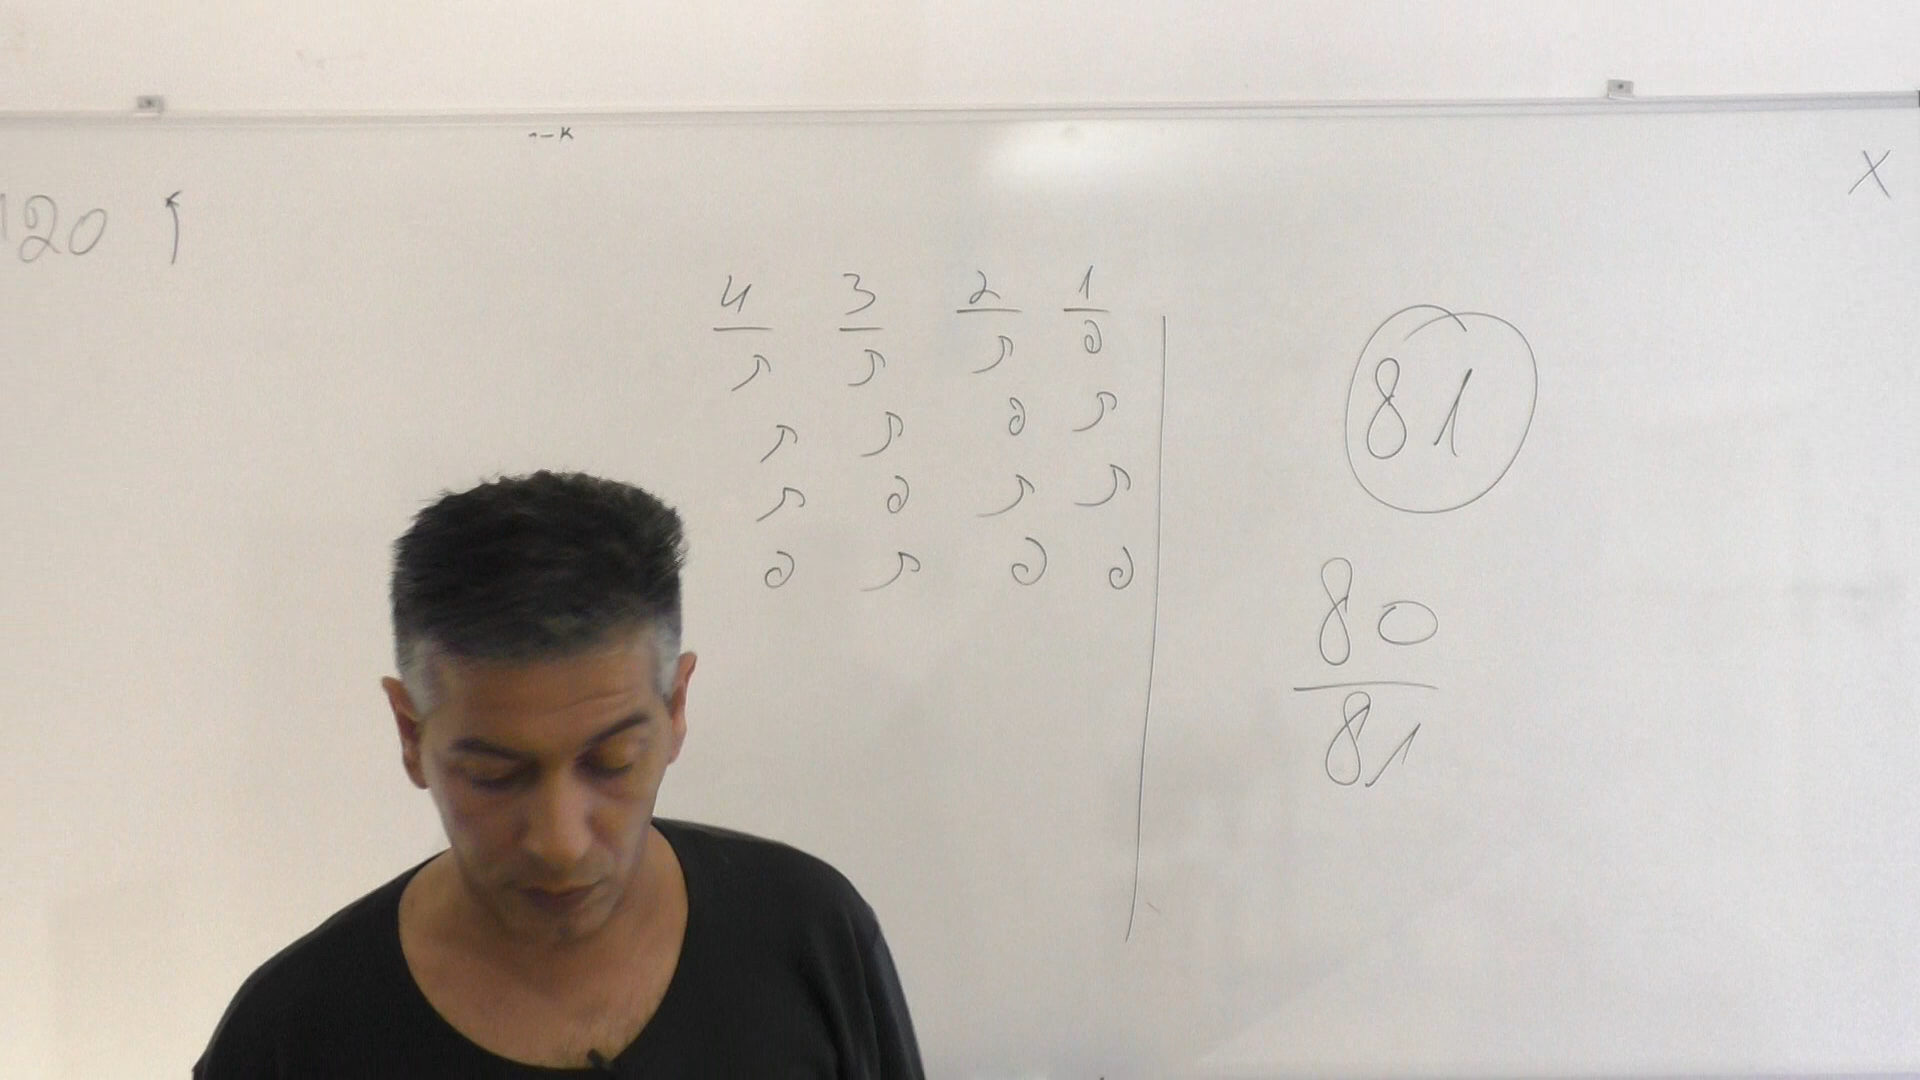 120 ↑
X
4 3 2 1
פ ת ת ת
ת פ ת ת
ת ת פ ת
פ פ ת פ
81
80
81